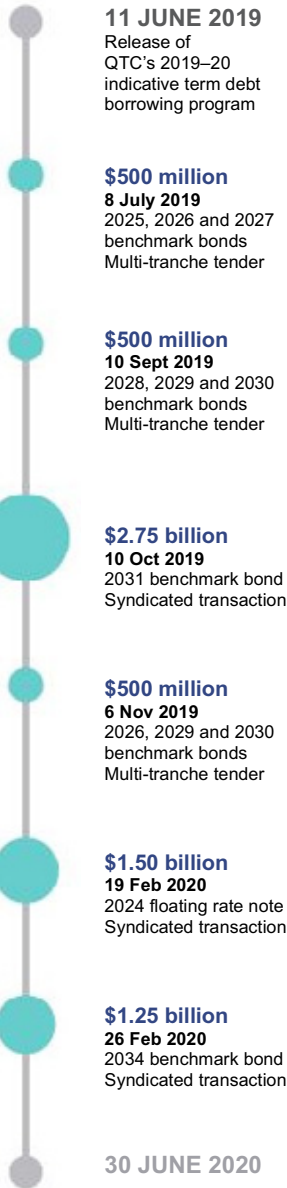 11 JUNE 2019
Release of
QTC's 2019–20
indicative term debt
borrowing program
$500 million
8 July 2019
2025, 2026 and 2027
benchmark bonds
Multi-tranche tender
$500 million
10 Sept 2019
2028, 2029 and 2030
benchmark bonds
Multi-tranche tender
$2.75 billion
10 Oct 2019
2031 benchmark bond
Syndicated transaction
$500 million
6 Nov 2019
2026, 2029 and 2030
benchmark bonds
Multi-tranche tender
$1.50 billion
19 Feb 2020
2024 floating rate note
Syndicated transaction
$1.25 billion
26 Feb 2020
2034 benchmark bond
Syndicated transaction
30 JUNE 2020